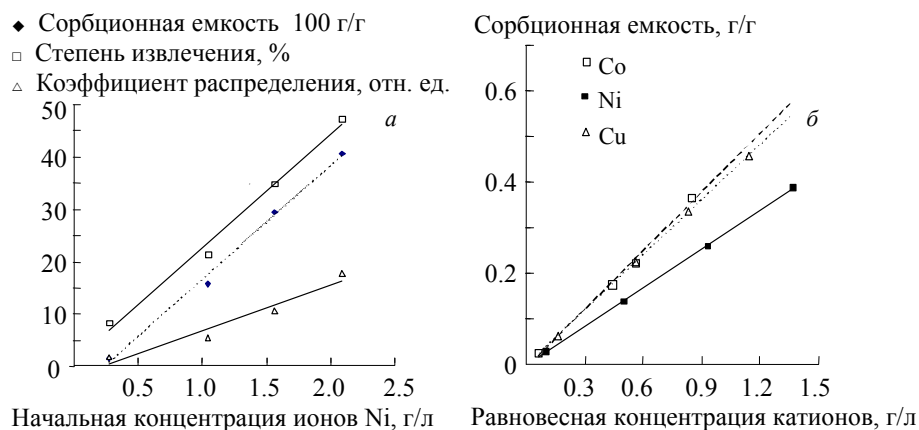 Сорбционная емкость 100 г/г
Степень извлечения, %
Коэффициент распределения, отн. ед.
а
50
40
30
20
10
0
0.5 1.0 1.5 2.0 2.5
Начальная концентрация ионов Ni, г/л
Сорбционная емкость, г/г
Co
Ni
Cu
б
0.6
0.4
0.2
0
0.3 0.6 0.9 1.2 1.5
Равновесная концентрация катионов, г/л